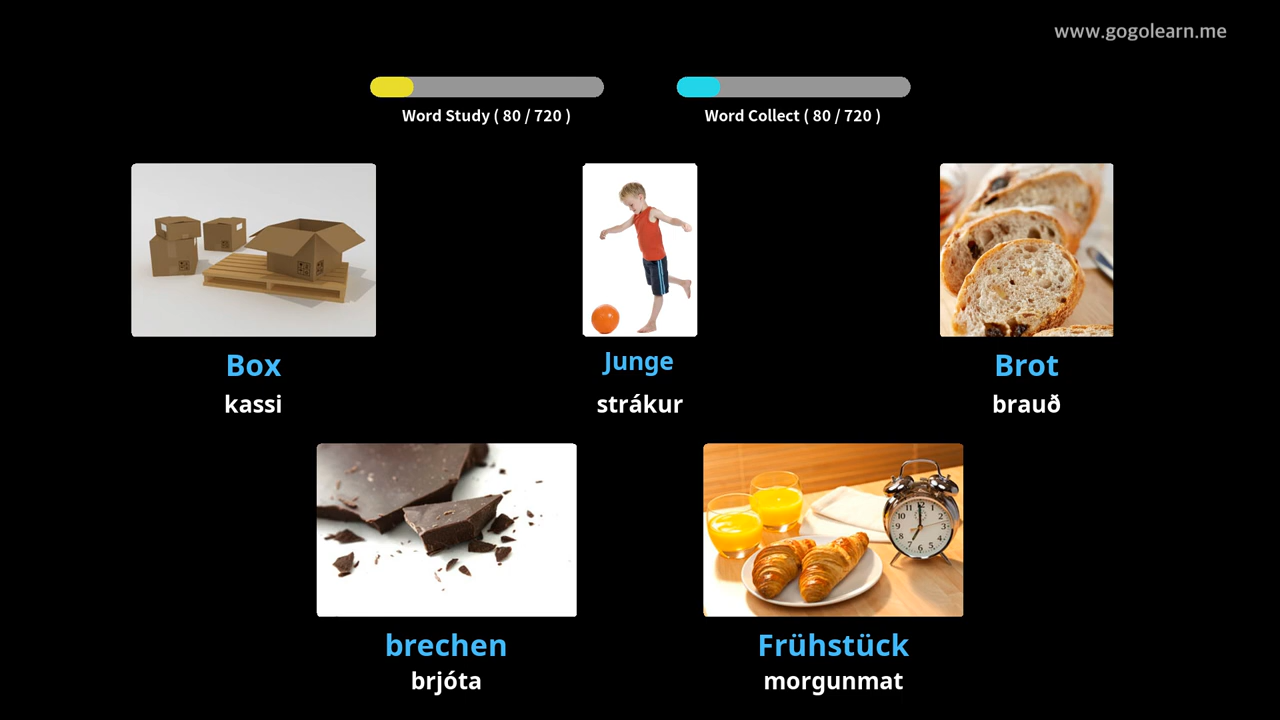 www.gogolearn.me
Word Study ( 80 / 720 )
Word Collect ( 80 / 720 )
Box
Junge
Brot
kassi
strákur
brauð
brechen
Frühstück
brjóta
morgunmat